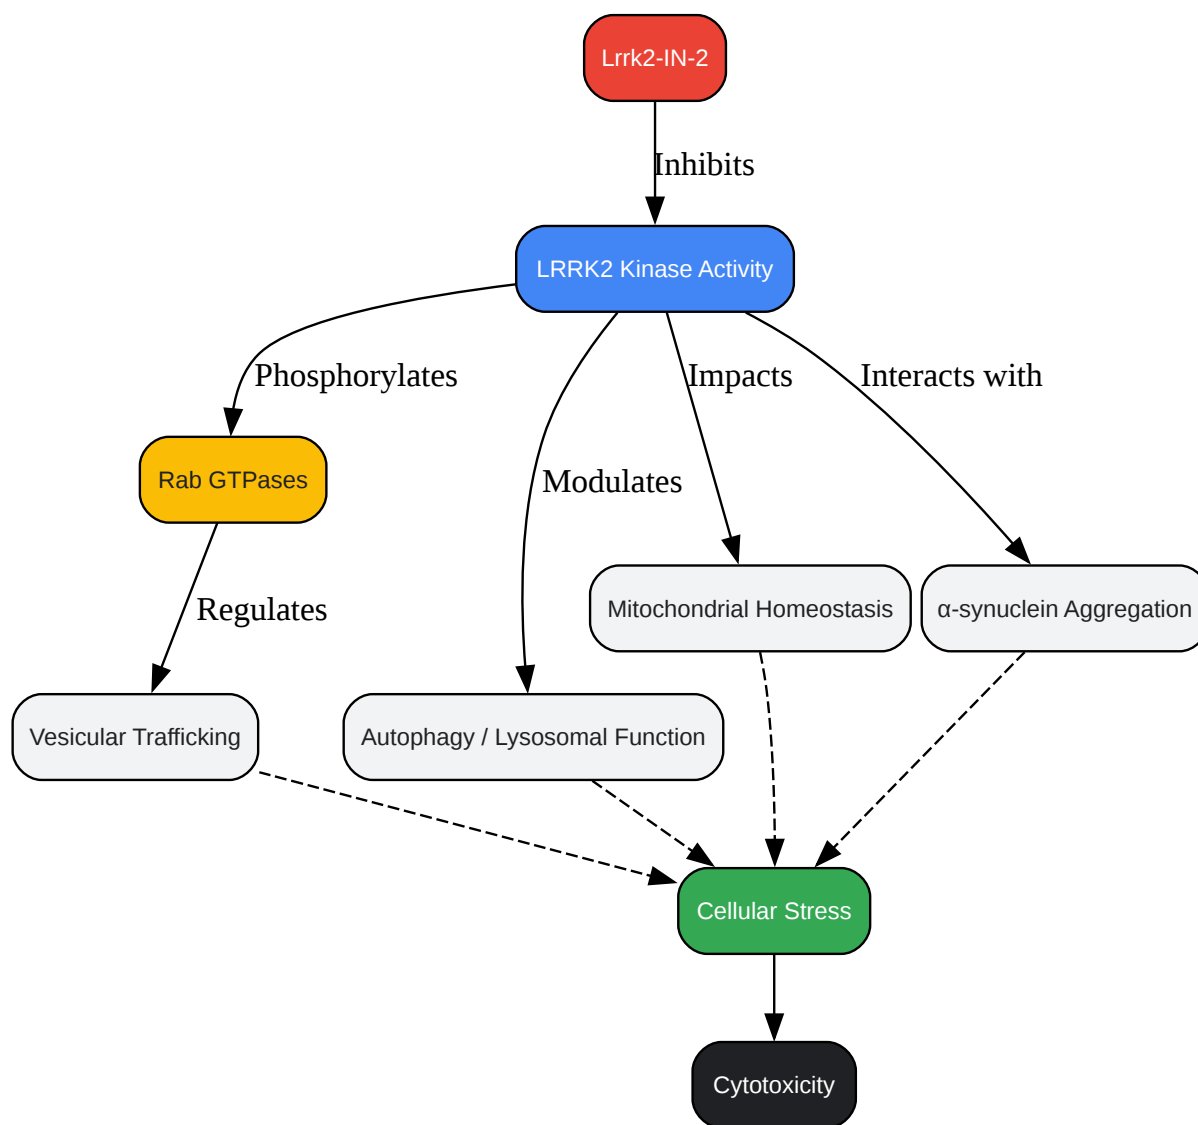 Lrrk2-IN-2
Inhibits
LRRK2 Kinase Activity
Phosphorylates
Impacts
Interacts with
Rab GTPases
Modulates
Regulates
Mitochondrial Homeostasis
α-synuclein Aggregation
Vesicular Trafficking
Autophagy / Lysosomal Function
Cellular Stress
Cytotoxicity